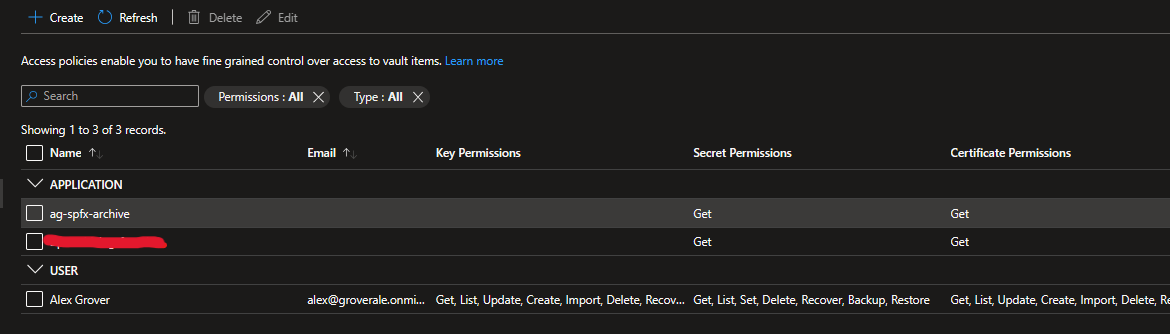 Create Refresh Delete Edit
Access policies enable you to have fine grained control over access to vault items. Learn more
Search Permissions : All Type : All
Showing 1 to 3 of 3 records.
Name Email Key Permissions Secret Permissions Certificate Permissions
APPLICATION
ag-spfx-archive Get Get
Get Get
USER
Alex Grover alex@groverale.onmi... Get, List, Update, Create, Import, Delete, Recov... Get, List, Set, Delete, Recover, Backup, Restore Get, List, Update, Create, Import, Delete, Re